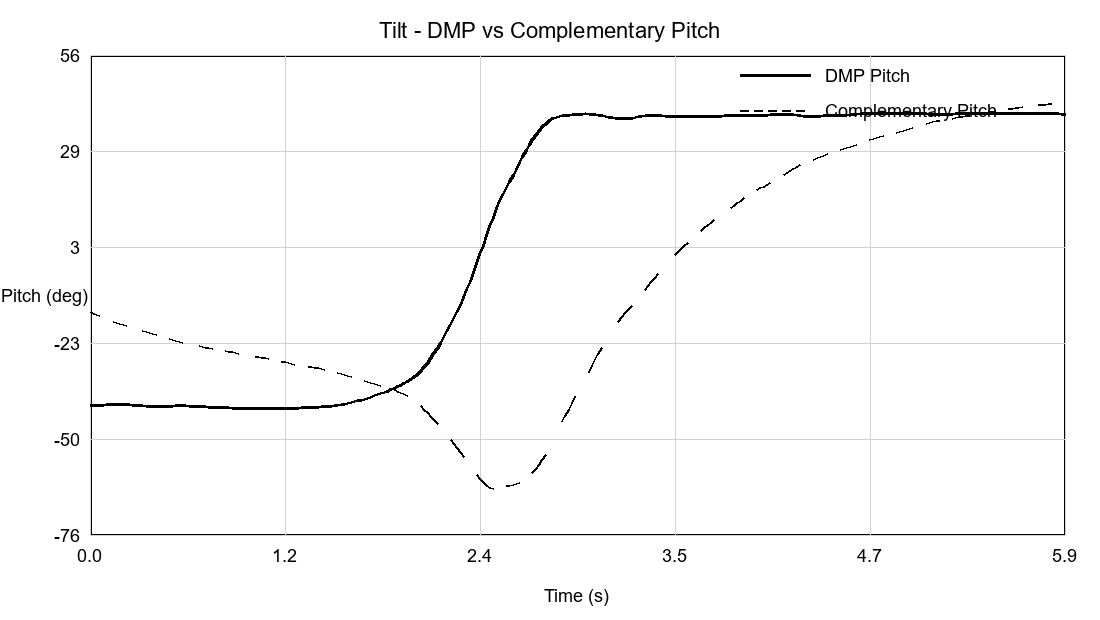 Tilt - DMP vs Complementary Pitch
56
DMP Pitch
Complementary Pitch
29
3
Pitch (deg)
-23
-50
-76
0.0 1.2 2.4 3.5 4.7 5.9
Time (s)